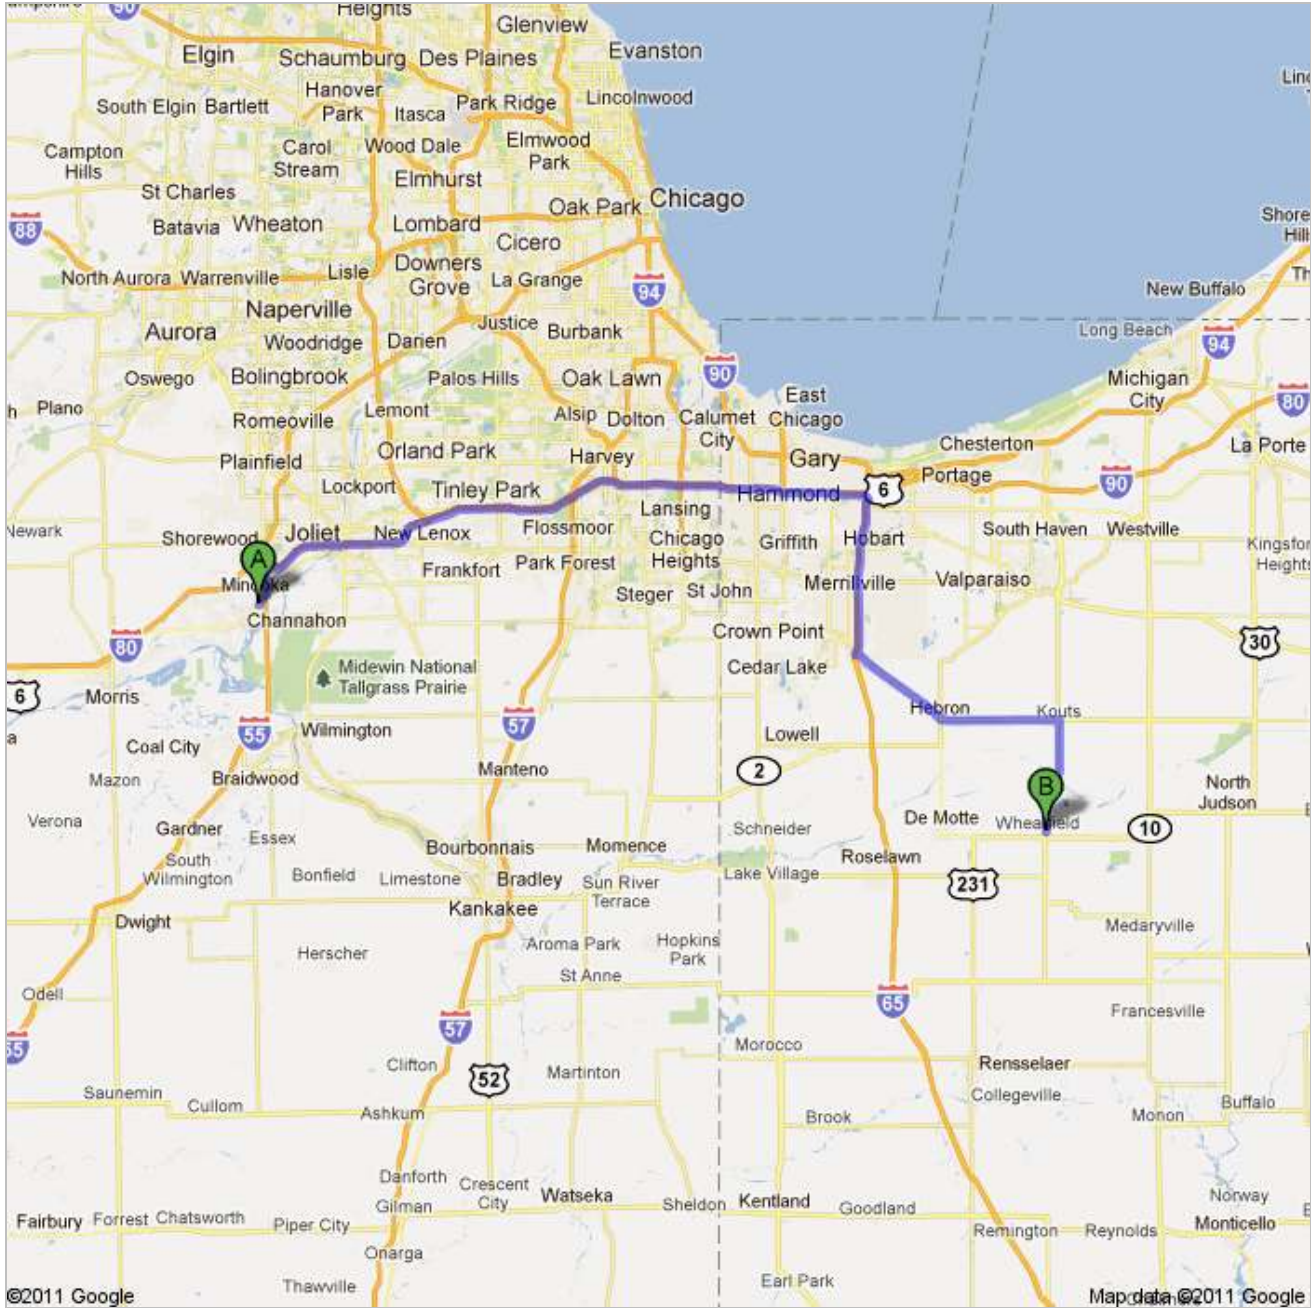 90
Heights
Glenview
Elgin
Schaumburg
Des Plaines
Evanston
Hanover
Park
South Elgin
Bartlett
Itasca
Park Ridge
Lincolnwood
Campton
Hills
Carol
Stream
Wood Dale
Elmwood
Park
Elmhurst
St Charles
Oak Park
Chicago
88
Batavia
Wheaton
Lombard
Cicero
North Aurora
Warrenville
Lisle
Downers
Grove
La Grange
94
New Buffalo
Naperville
Aurora
Woodridge
Darien
Justice
Burbank
Long Beach
94
Oswego
Bolingbrook
Palos Hills
Oak Lawn
90
Michigan
City
80
Plano
Romeoville
Lemont
Alsip
Dolton
Calumet
City
East
Chicago
Chesterton
La Porte
Plainfield
Orland Park
Harvey
Gary
Portage
90
Lockport
Tinley Park
Hammond
6
Lansing
Newark
Shorewood
Joliet
New Lenox
Flossmoor
Chicago
Heights
Griffith
Hobart
South Haven
Westville
A
Minooka
Frankfort
Park Forest
Merrillville
Valparaiso
Channahon
Steger
St John
80
Crown Point
30
Midewin National
Tallgrass Prairie
Cedar Lake
6
Morris
Hebron
Kouts
55
Wilmington
57
Lowell
Coal City
2
Mazon
Braidwood
Manteno
North
Judson
B
Verona
Gardner
Essex
Schneider
De Motte
Wheatfield
10
South
Wilmington
Bourbonnais
Momence
Roselawn
Bonfield
Limestone
Bradley
Sun River
Terrace
Lake Village
231
Dwight
Kankakee
Medaryville
Herscher
Aroma Park
Hopkins
Park
St Anne
Odell
65
Francesville
57
55
Morocco
Clifton
52
Martinton
Rensselaer
Saunemin
Cullom
Ashkum
Collegeville
Brook
Monon
Buffalo
Danforth
Crescent
City
Watseka
Gilman
Sheldon
Kentland
Goodland
Norway
Fairbury
Forrest
Chatsworth
Piper City
Remington
Reynolds
Monticello
Onarga
Thawville
Earl Park
©2011 Google
Map data ©2011 Google